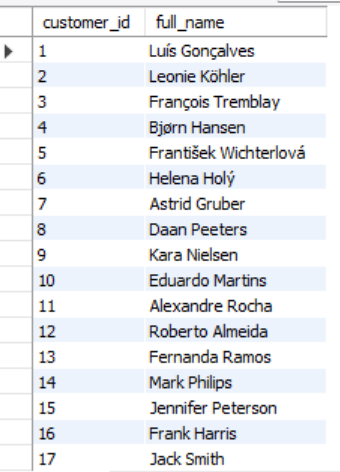 customer_id full_name
1 Luís Gonçalves
2 Leonie Köhler
3 François Tremblay
4 Bjørn Hansen
5 František Wichterlová
6 Helena Holý
7 Astrid Gruber
8 Daan Peeters
9 Kara Nielsen
10 Eduardo Martins
11 Alexandre Rocha
12 Roberto Almeida
13 Fernanda Ramos
14 Mark Philips
15 Jennifer Peterson
16 Frank Harris
17 Jack Smith